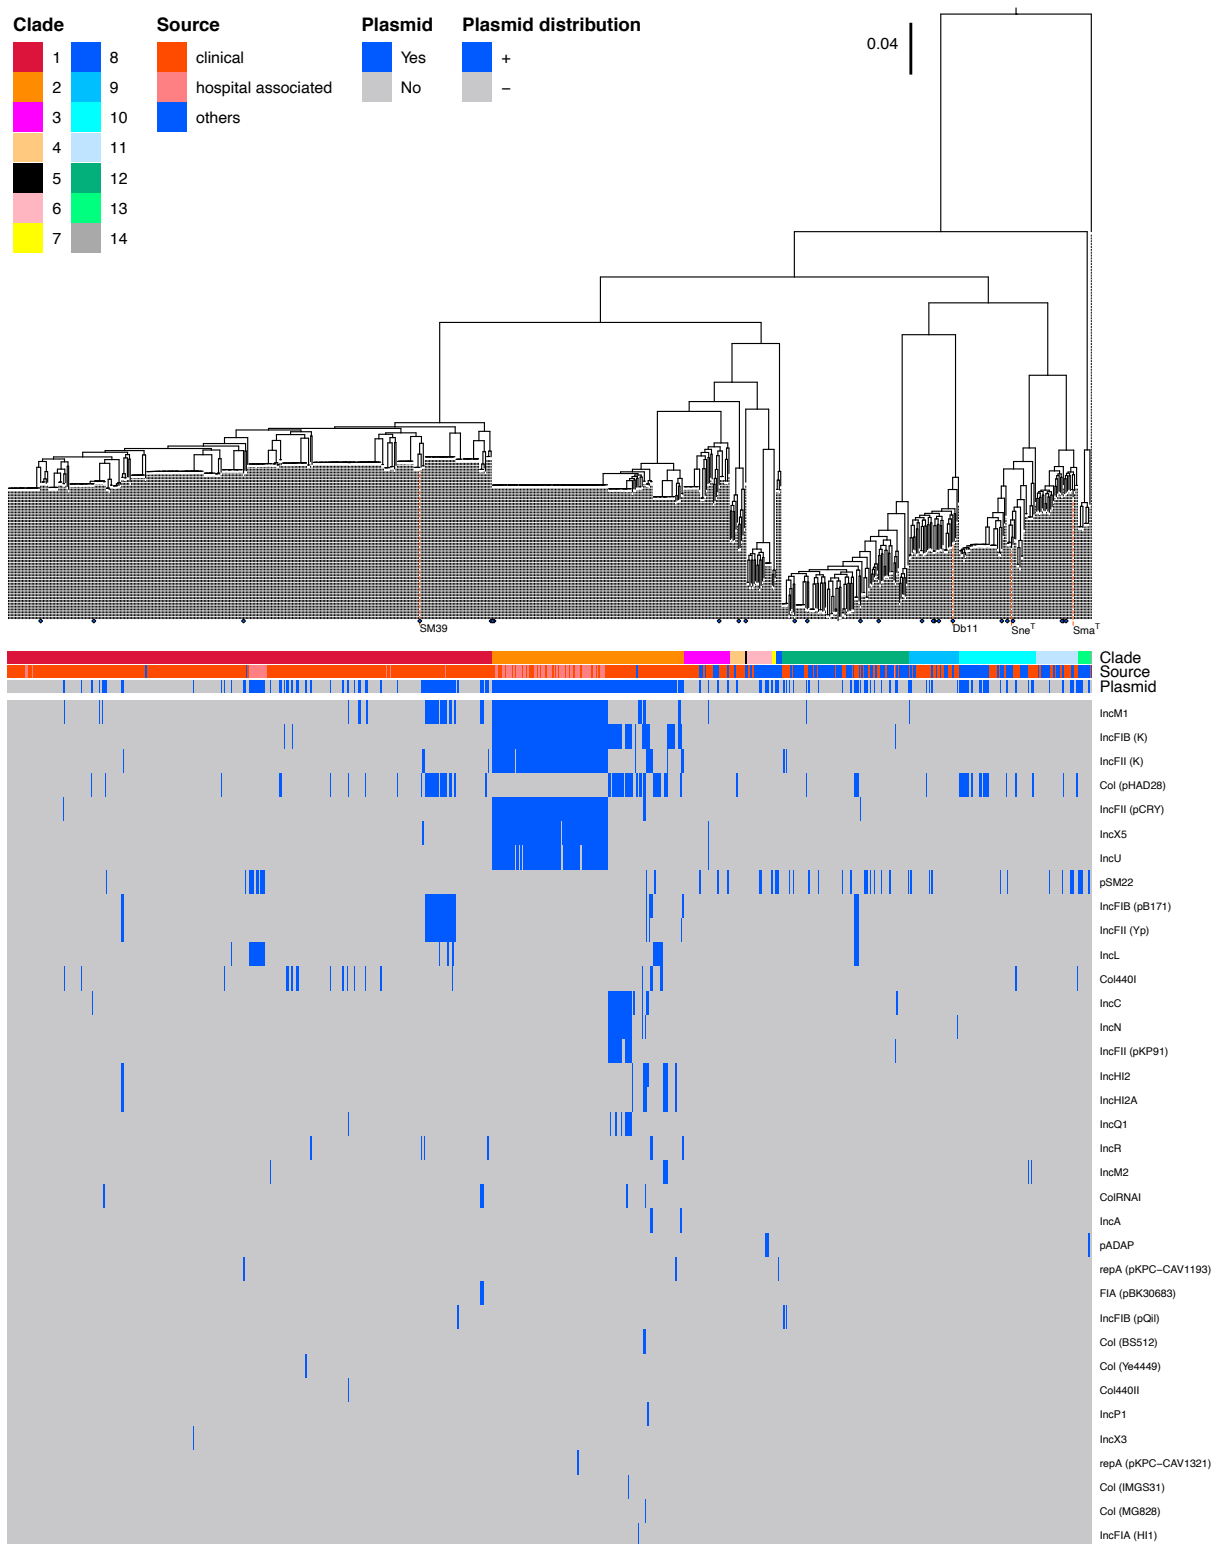 Clade
1
2
3
4
5
6
7
8
9
10
11
12
13
14
Source
clinical
hospital associated
others
Plasmid
Yes
No
Plasmid distribution
+
−
0.04
SM39
Db11
Sneᵀ
Smaᵀ
Clade
Source
Plasmid
IncM1
IncFIB (K)
IncFII (K)
Col (pHAD28)
IncFII (pCRY)
IncX5
IncU
pSM22
IncFIB (pB171)
IncFII (Yp)
IncL
Col440I
IncC
IncN
IncFII (pKP91)
IncHI2
IncHI2A
IncQ1
IncR
IncM2
ColRNAI
IncA
pADAP
repA (pKPC−CAV1193)
FIA (pBK30683)
IncFIB (pQil)
Col (BS512)
Col (Ye4449)
Col440II
IncP1
IncX3
repA (pKPC−CAV1321)
Col (IMGS31)
Col (MG828)
IncFIA (HI1)